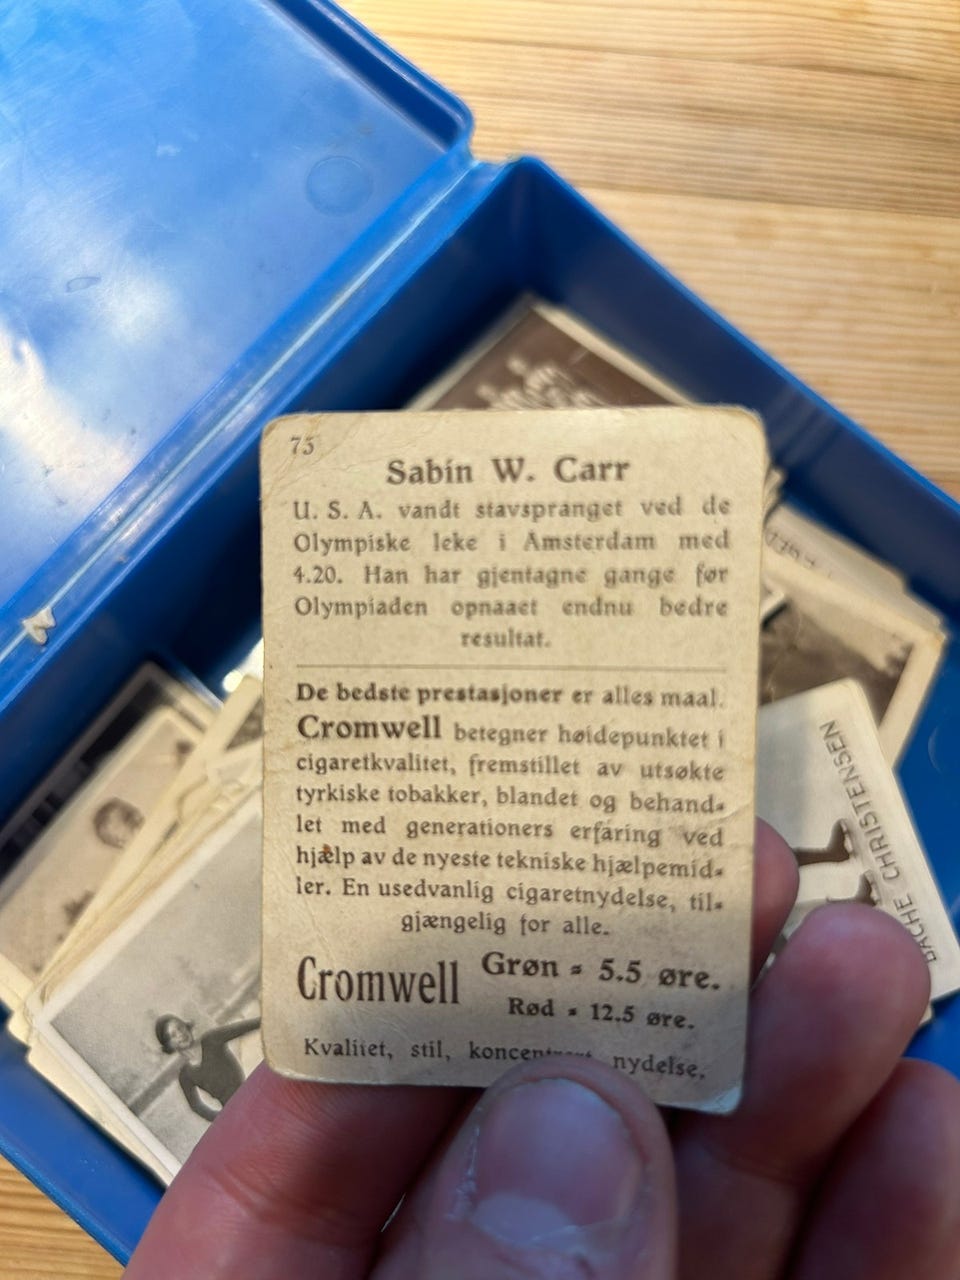 75
Sabin W. Carr
U. S. A. vandt stavspranget ved de
Olympiske leke i Amsterdam med
4.20. Han har gjentagne gange før
Olympiaden opnaaet endnu bedre
resultat.
De bedste prestasjoner er alles maal.
Cromwell betegner høidepunktet i
cigaretkvalitet, fremstillet av utsøkte
tyrkiske tobakker, blandet og behand-
let med generationers erfaring ved
hjælp av de nyeste tekniske hjælpemid-
ler. En usedvanlig cigaretnydelse, til-
gjængelig for alle.
Cromwell Grøn - 5.5 øre.
Rød - 12.5 øre.
Kvalitet, stil, nydelse.
BACHE CHRISTENSEN